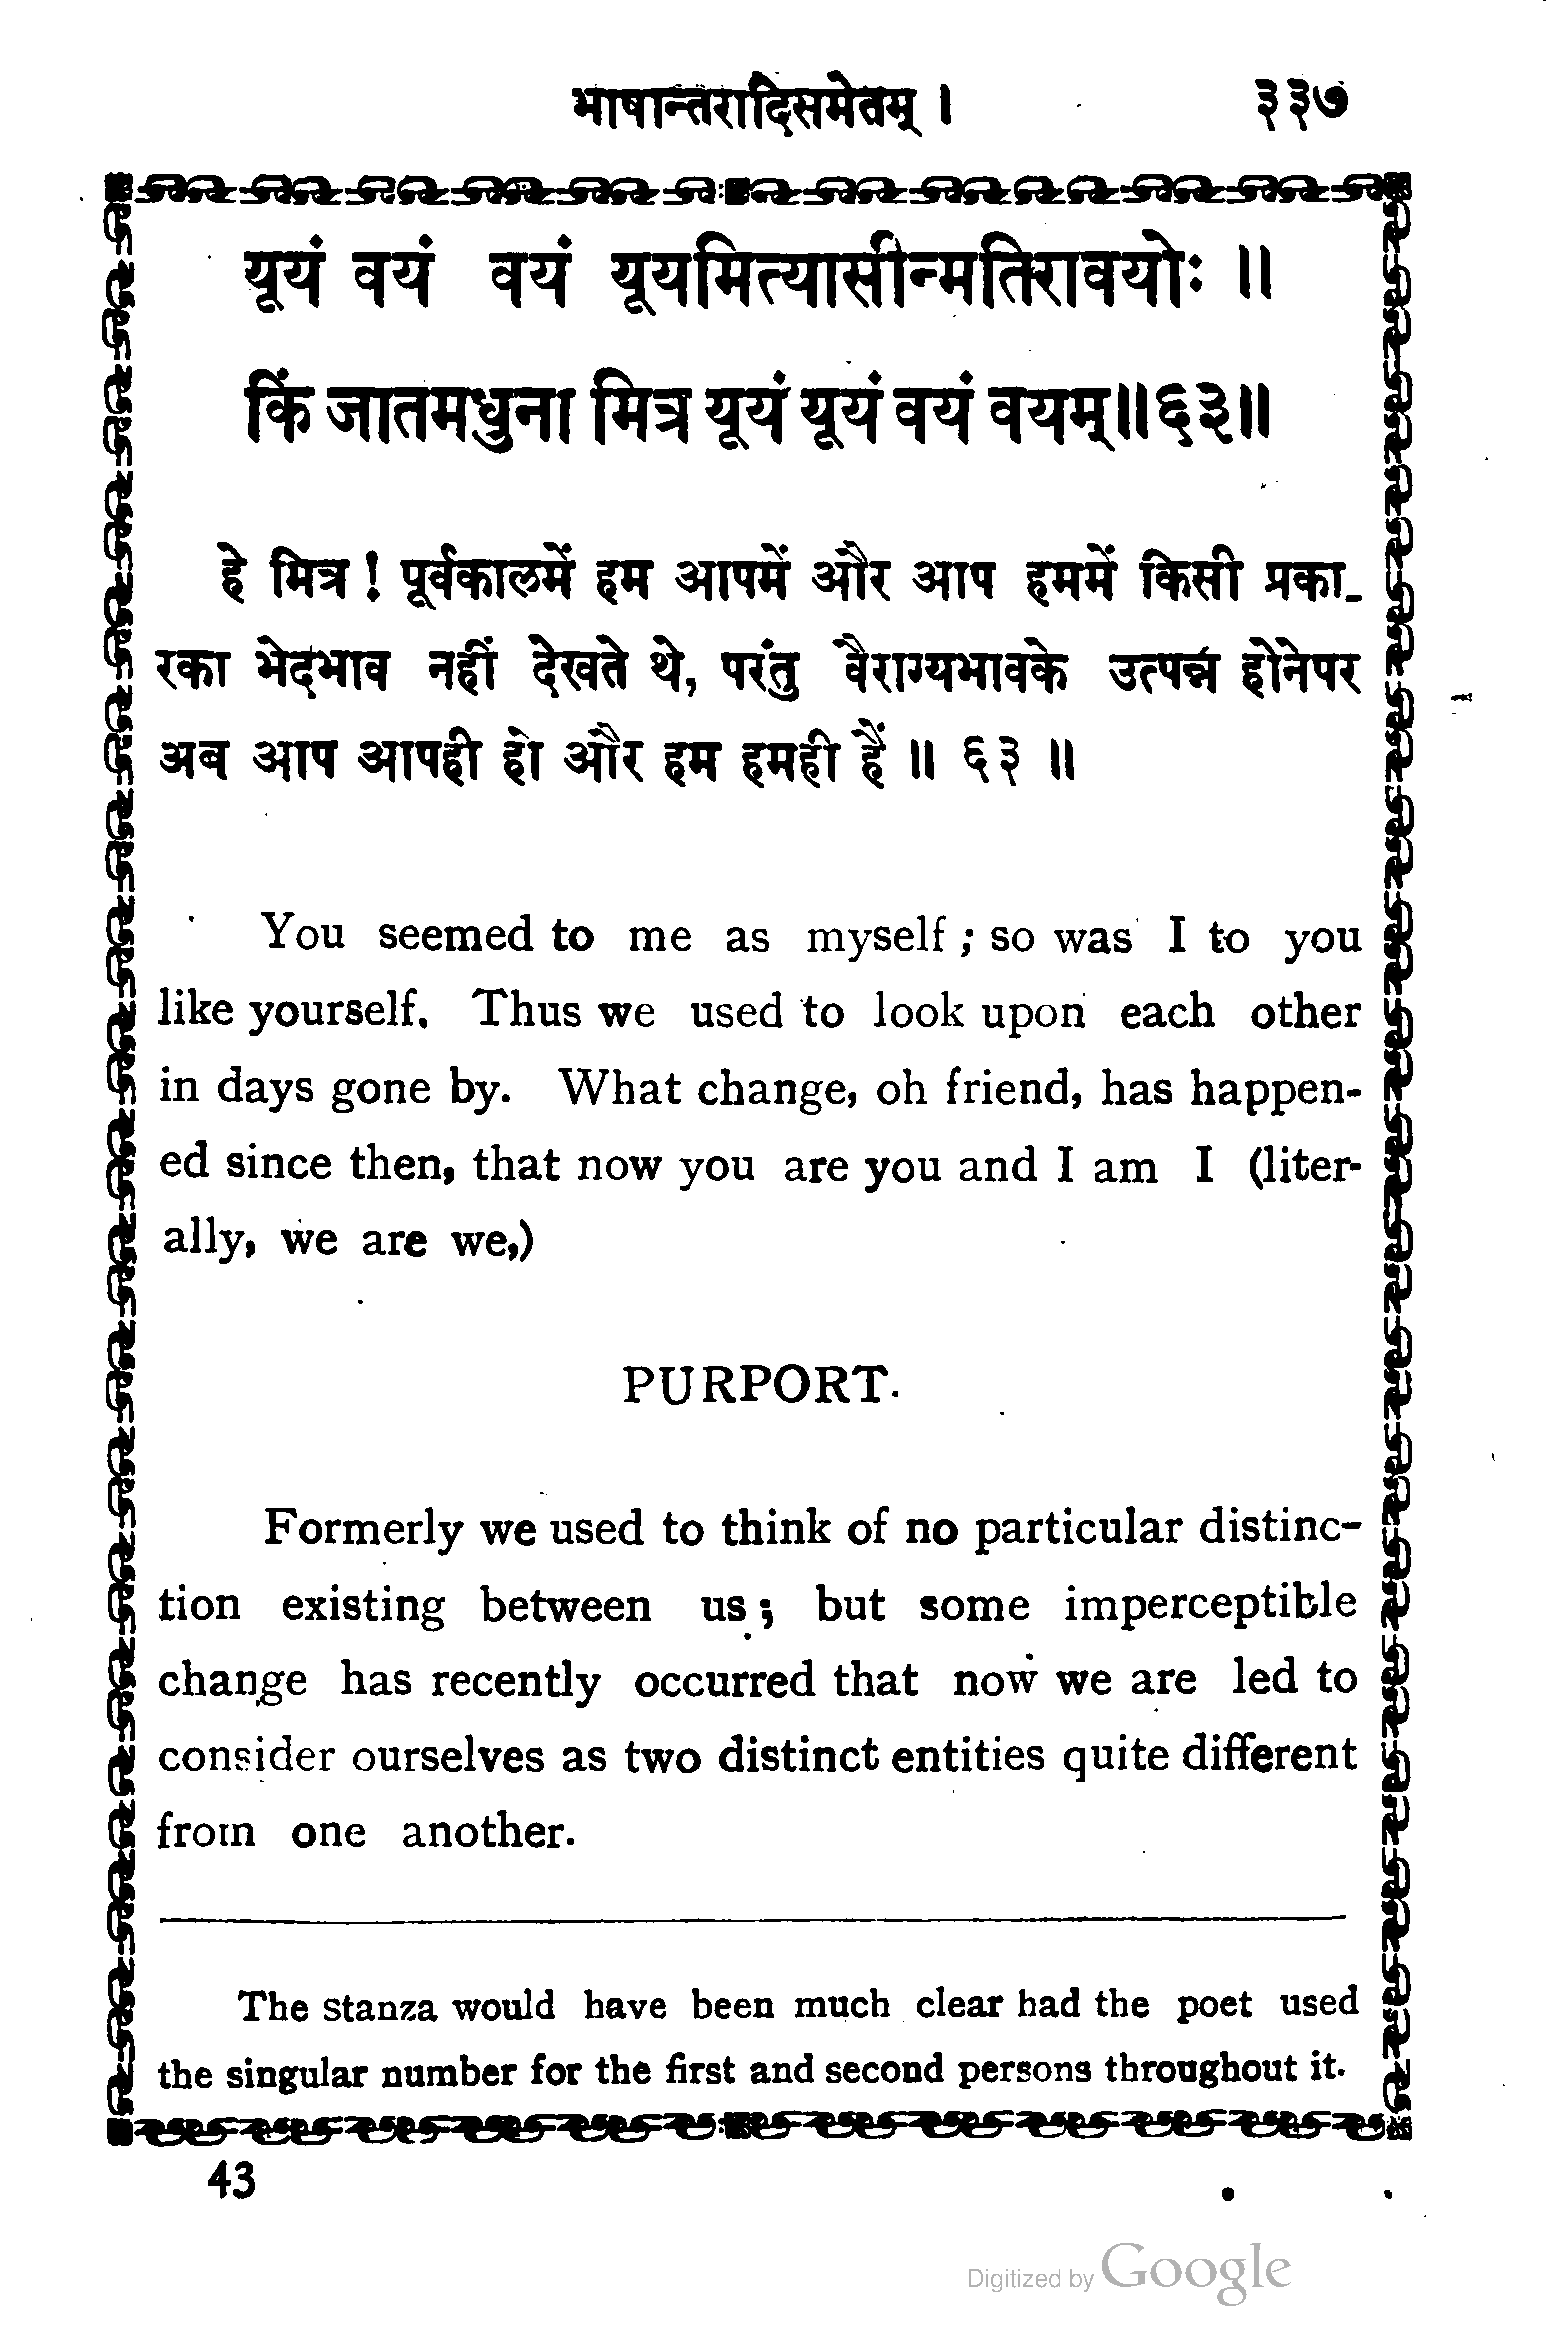 भाषान्तरादिसमेतम् । ३३७
यूयं वयं वयं यूयमित्यासीन्मतिरावयोः ॥
किं जातमधुना मित्र यूयं यूयं वयं वयम्॥६३॥
हे मित्र ! पूर्वकालमें हम आपमें और आप हममें किसी प्रका-
रका भेदभाव नहीं देखते थे, परंतु वैराग्यभावके उत्पन्न होनेपर
अब आप आपही हो और हम हमही हैं ॥ ६३ ॥
You seemed to me as myself ; so was I to you
like yourself. Thus we used to look upon each other
in days gone by. What change, oh friend, has happen-
ed since then, that now you are you and I am I (liter-
ally, we are we,)
PURPORT.
Formerly we used to think of no particular distinc-
tion existing between us ; but some imperceptible
change has recently occurred that now we are led to
consider ourselves as two distinct entities quite different
from one another.
The stanza would have been much clear had the poet used
the singular number for the first and second persons throughout it.
43
Digitized by Google